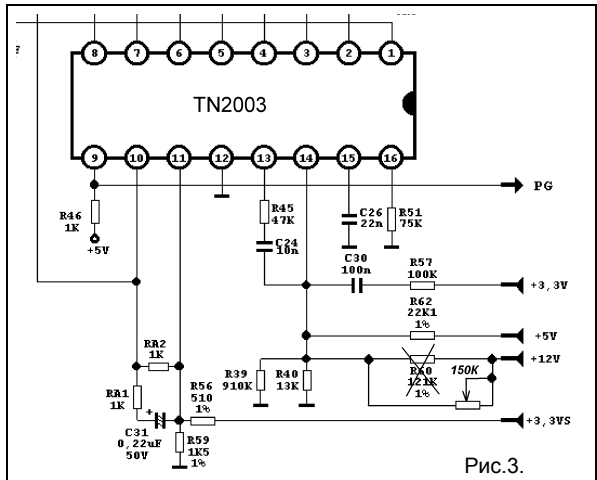 8 7 6 5 4 3 2 1
TN2003
9 10 11 12 13 14 15 16
PG
R46
1K
+5V
R45
47K
C24
10n
C26
22n
R51
75K
C30
100n
R57
100K
+3,3V
R62
22K1
1%
+5V
+12V
RA2
1K
R39
910K
R40
13K
R60
121K
1%
150K
RA1
1K
R56
510
1%
+3,3VS
+
C31
0,22uF
50V
R59
1K5
1%
Рис.3.